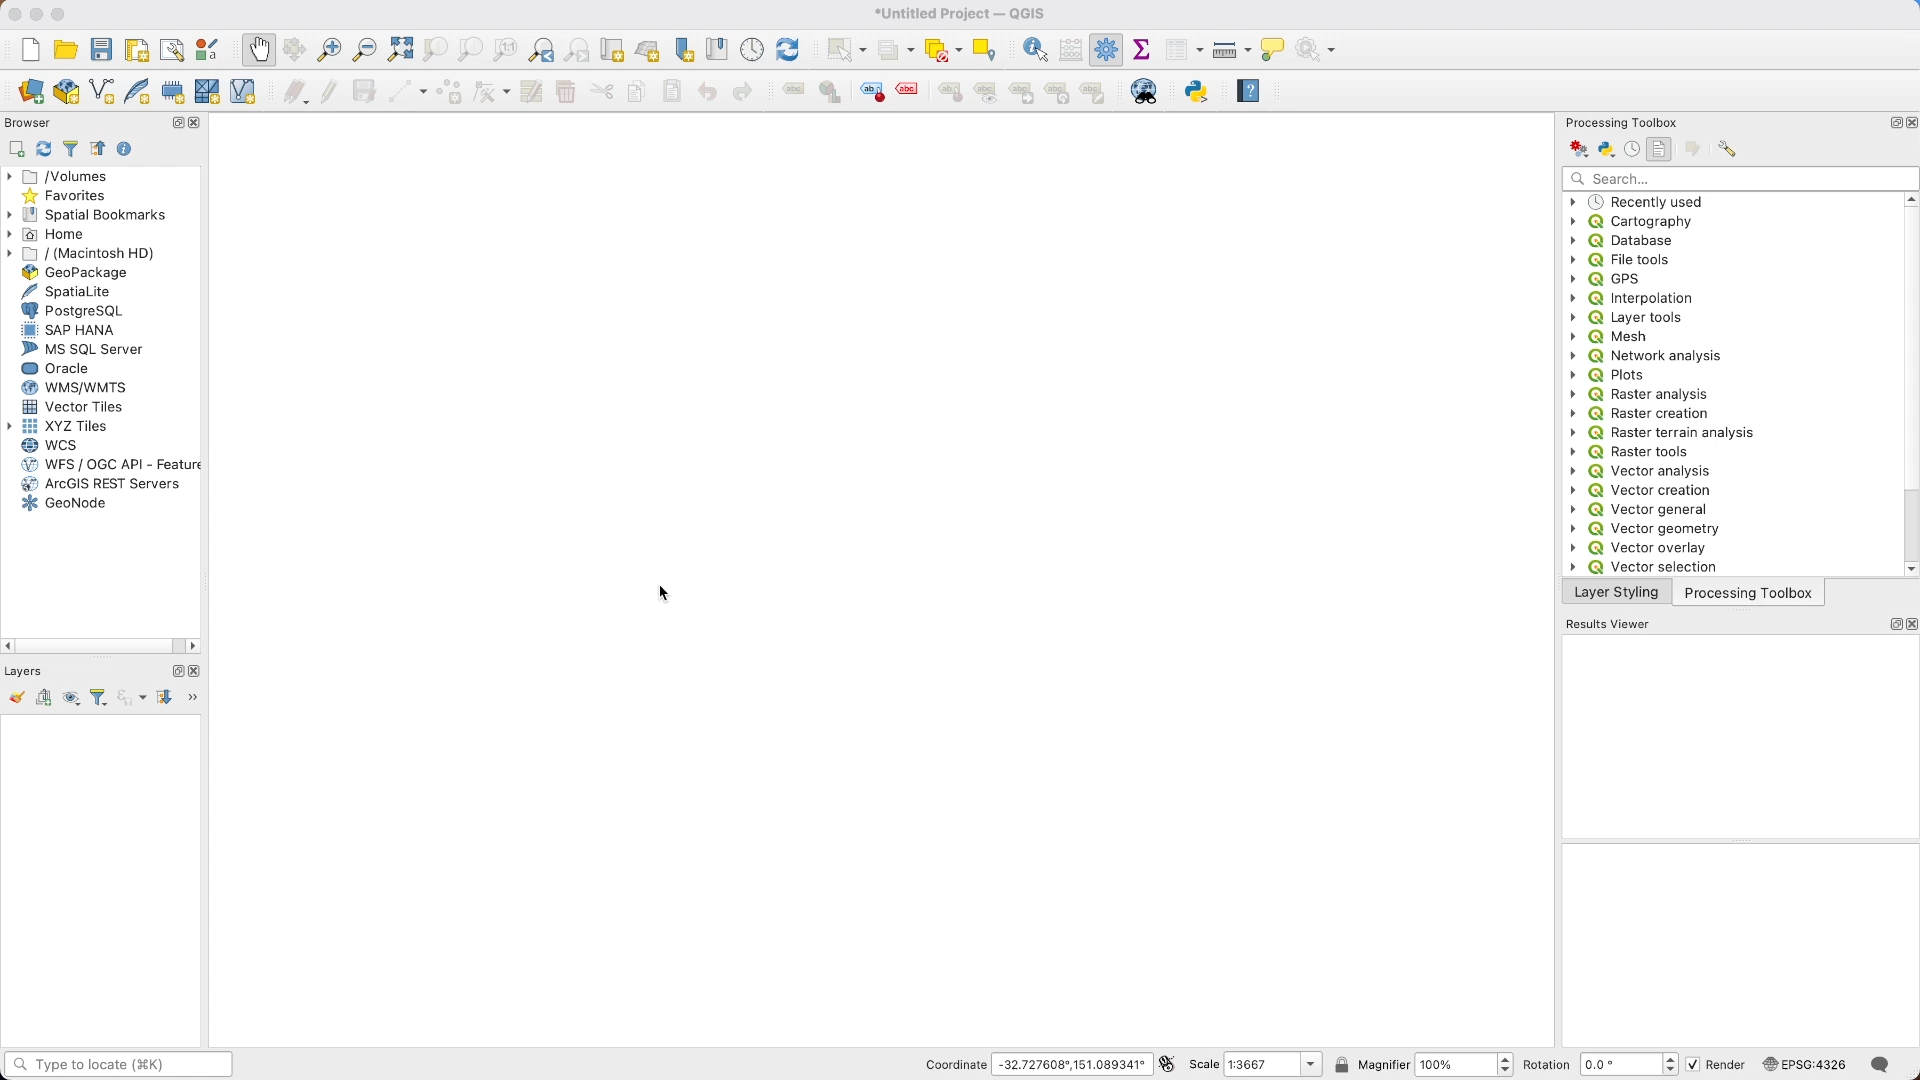 *Untitled Project — QGIS
Browser
/Volumes
Favorites
Spatial Bookmarks
Home
/ (Macintosh HD)
GeoPackage
SpatiaLite
PostgreSQL
SAP HANA
MS SQL Server
Oracle
WMS/WMTS
Vector Tiles
XYZ Tiles
WCS
WFS / OGC API - Feature
ArcGIS REST Servers
GeoNode
Layers
Type to locate (⌘K)
Processing Toolbox
Search...
Recently used
Cartography
Database
File tools
GPS
Interpolation
Layer tools
Mesh
Network analysis
Plots
Raster analysis
Raster creation
Raster terrain analysis
Raster tools
Vector analysis
Vector creation
Vector general
Vector geometry
Vector overlay
Vector selection
Layer Styling Processing Toolbox
Results Viewer
Coordinate -32.727608°,151.089341° Scale 1:3667 Magnifier 100% Rotation 0.0 ° Render EPSG:4326